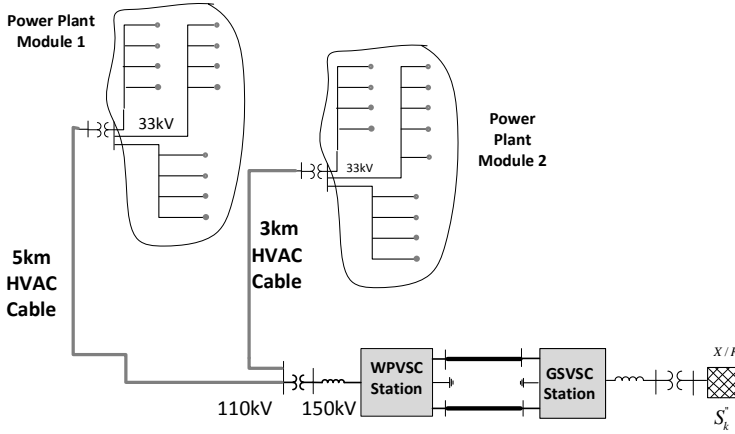 Power Plant
Module 1
33kV
Power
Plant
Module 2
33kV
5km
HVAC
Cable
3km
HVAC
Cable
WPVSC
Station
GSVSC
Station
110kV
150kV
X / R
S"k